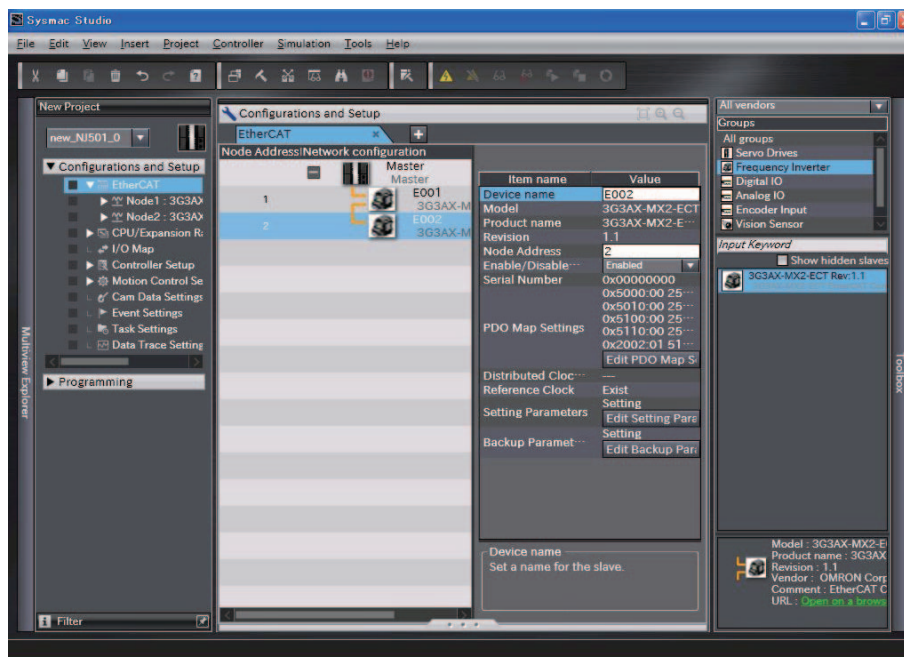 Sysmac Studio
File Edit View Insert Project Controller Simulation Tools Help
New Project
new_NJ501_0
Configurations and Setup
EtherCAT
Node1 : 3G3AX
Node2 : 3G3AX
CPU/Expansion R
I/O Map
Controller Setup
Motion Control Se
Cam Data Settings
Event Settings
Task Settings
Data Trace Setting
Programming
Filter
Multiview Explorer
Configurations and Setup
EtherCAT
Node Address|Network configuration
Master
Master
1
E001
3G3AX-M
2
E002
3G3AX-M
Item name Value
Device name E002
Model 3G3AX-MX2-ECT
Product name 3G3AX-MX2-E···
Revision 1.1
Node Address 2
Enable/Disable··· Enabled
Serial Number 0x00000000
PDO Map Settings
0x5000:00 25···
0x5010:00 25···
0x5100:00 25···
0x5110:00 25···
0x2002:01 51···
Edit PDO Map S
Distributed Cloc··· —
Reference Clock Exist
Setting Parameters Setting
Edit Setting Para
Backup Paramet··· Setting
Edit Backup Par
Device name
Set a name for the slave.
All vendors
Groups
All groups
Servo Drives
Frequency Inverter
Digital IO
Analog IO
Encoder Input
Vision Sensor
Input Keyword
Show hidden slaves
3G3AX-MX2-ECT Rev:1.1
Model : 3G3AX-MX2-E
Product name : 3G3AX
Revision : 1.1
Vendor : OMRON Corp
Comment : EtherCAT C
URL : Open on a brows
Toolbox